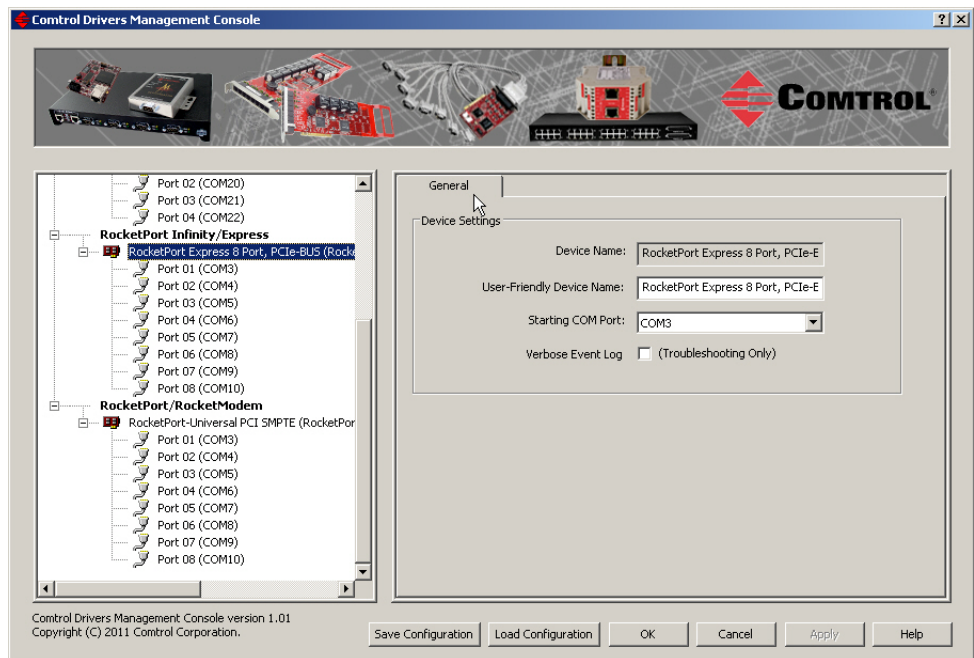 Comtrol Drivers Management Console
COMTROL
Port 02 (COM20)
Port 03 (COM21)
Port 04 (COM22)
RocketPort Infinity/Express
RocketPort Express 8 Port, PCIe-BUS (Rocke
Port 01 (COM3)
Port 02 (COM4)
Port 03 (COM5)
Port 04 (COM6)
Port 05 (COM7)
Port 06 (COM8)
Port 07 (COM9)
Port 08 (COM10)
RocketPort/RocketModem
RocketPort-Universal PCI SMPTE (RocketPor
Port 01 (COM3)
Port 02 (COM4)
Port 03 (COM5)
Port 04 (COM6)
Port 05 (COM7)
Port 06 (COM8)
Port 07 (COM9)
Port 08 (COM10)
General
Device Settings
Device Name: RocketPort Express 8 Port, PCIe-E
User-Friendly Device Name: RocketPort Express 8 Port, PCIe-E
Starting COM Port: COM3
Verbose Event Log (Troubleshooting Only)
Comtrol Drivers Management Console version 1.01
Copyright (C) 2011 Comtrol Corporation.
Save Configuration Load Configuration OK Cancel Apply Help